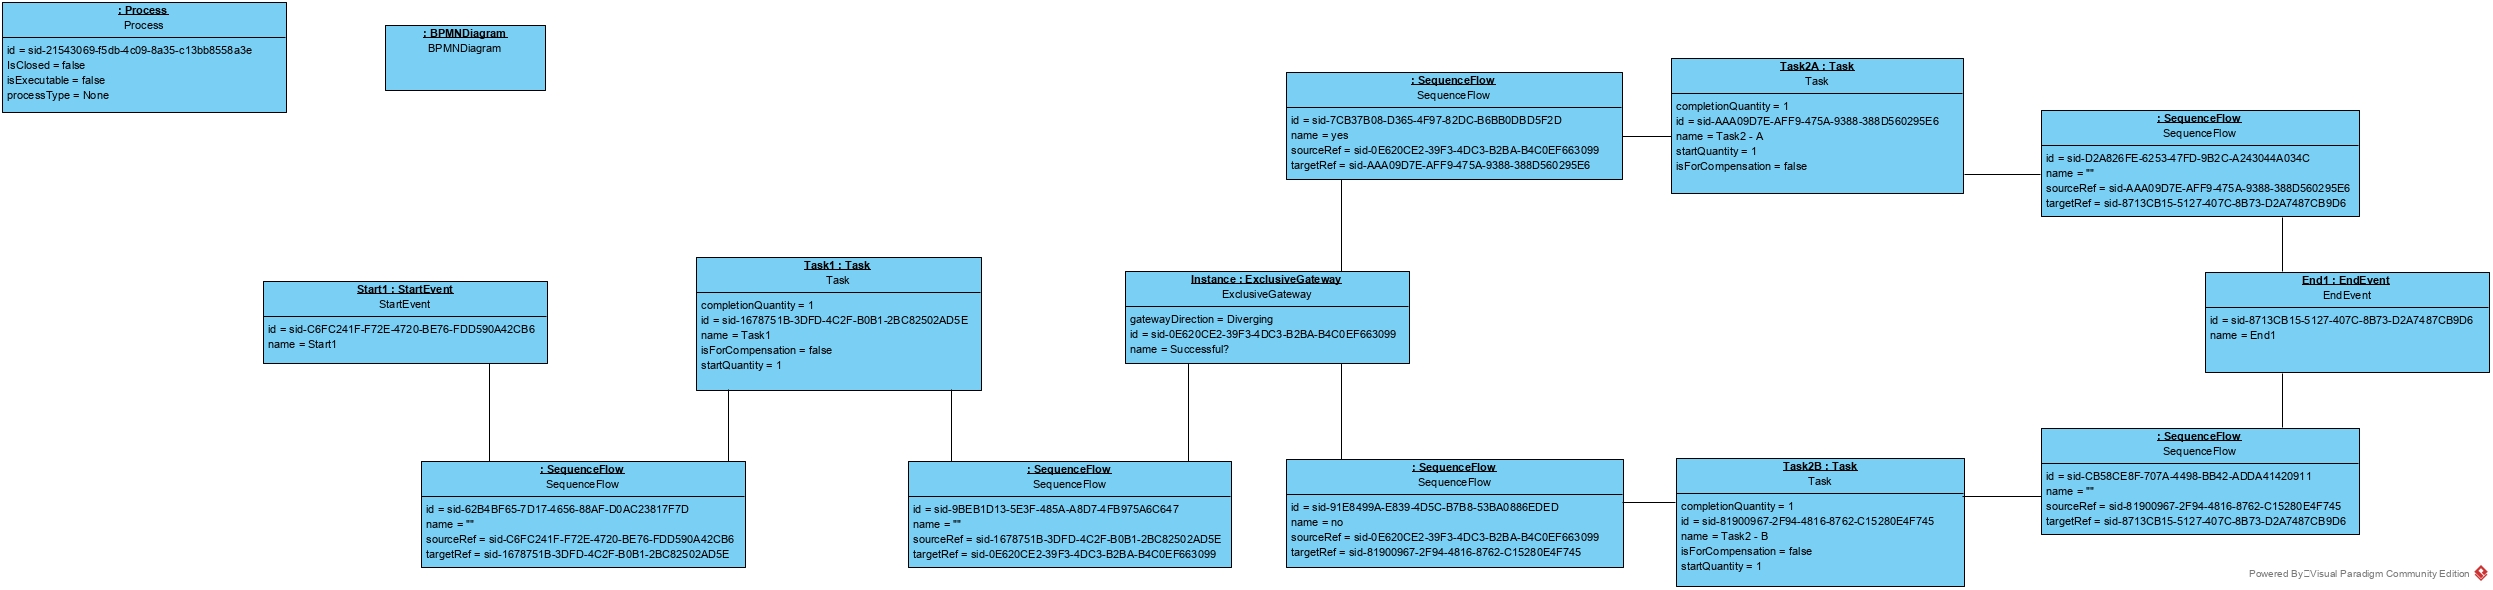 : Process
Process
id = sid-21543069-f5db-4c09-8a35-c13bb8558a3e
IsClosed = false
isExecutable = false
processType = None
: BPMNDiagram
BPMNDiagram
: SequenceFlow
SequenceFlow
id = sid-7CB37B08-D365-4F97-82DC-B6BB0DBD5F2D
name = yes
sourceRef = sid-0E620CE2-39F3-4DC3-B2BA-B4C0EF663099
targetRef = sid-AAA09D7E-AFF9-475A-9388-388D560295E6
Task2A : Task
Task
completionQuantity = 1
id = sid-AAA09D7E-AFF9-475A-9388-388D560295E6
name = Task2 - A
startQuantity = 1
isForCompensation = false
: SequenceFlow
SequenceFlow
id = sid-D2A826FE-6253-47FD-9B2C-A243044A034C
name = ""
sourceRef = sid-AAA09D7E-AFF9-475A-9388-388D560295E6
targetRef = sid-8713CB15-5127-407C-8B73-D2A7487CB9D6
Start1 : StartEvent
StartEvent
id = sid-C6FC241F-F72E-4720-BE76-FDD590A42CB6
name = Start1
Task1 : Task
Task
completionQuantity = 1
id = sid-1678751B-3DFD-4C2F-B0B1-2BC82502AD5E
name = Task1
isForCompensation = false
startQuantity = 1
Instance : ExclusiveGateway
ExclusiveGateway
gatewayDirection = Diverging
id = sid-0E620CE2-39F3-4DC3-B2BA-B4C0EF663099
name = Successful?
End1 : EndEvent
EndEvent
id = sid-8713CB15-5127-407C-8B73-D2A7487CB9D6
name = End1
: SequenceFlow
SequenceFlow
id = sid-62B4BF65-7D17-4656-88AF-D0AC23817F7D
name = ""
sourceRef = sid-C6FC241F-F72E-4720-BE76-FDD590A42CB6
targetRef = sid-1678751B-3DFD-4C2F-B0B1-2BC82502AD5E
: SequenceFlow
SequenceFlow
id = sid-9BEB1D13-5E3F-485A-A8D7-4FB975A6C647
name = ""
sourceRef = sid-1678751B-3DFD-4C2F-B0B1-2BC82502AD5E
targetRef = sid-0E620CE2-39F3-4DC3-B2BA-B4C0EF663099
: SequenceFlow
SequenceFlow
id = sid-91E8499A-E839-4D5C-B7B8-53BA0886EDED
name = no
sourceRef = sid-0E620CE2-39F3-4DC3-B2BA-B4C0EF663099
targetRef = sid-81900967-2F94-4816-8762-C15280E4F745
Task2B : Task
Task
completionQuantity = 1
id = sid-81900967-2F94-4816-8762-C15280E4F745
name = Task2 - B
isForCompensation = false
startQuantity = 1
: SequenceFlow
SequenceFlow
id = sid-CB58CE8F-707A-4498-BB42-ADDA41420911
name = ""
sourceRef = sid-81900967-2F94-4816-8762-C15280E4F745
targetRef = sid-8713CB15-5127-407C-8B73-D2A7487CB9D6
Powered By Visual Paradigm Community Edition